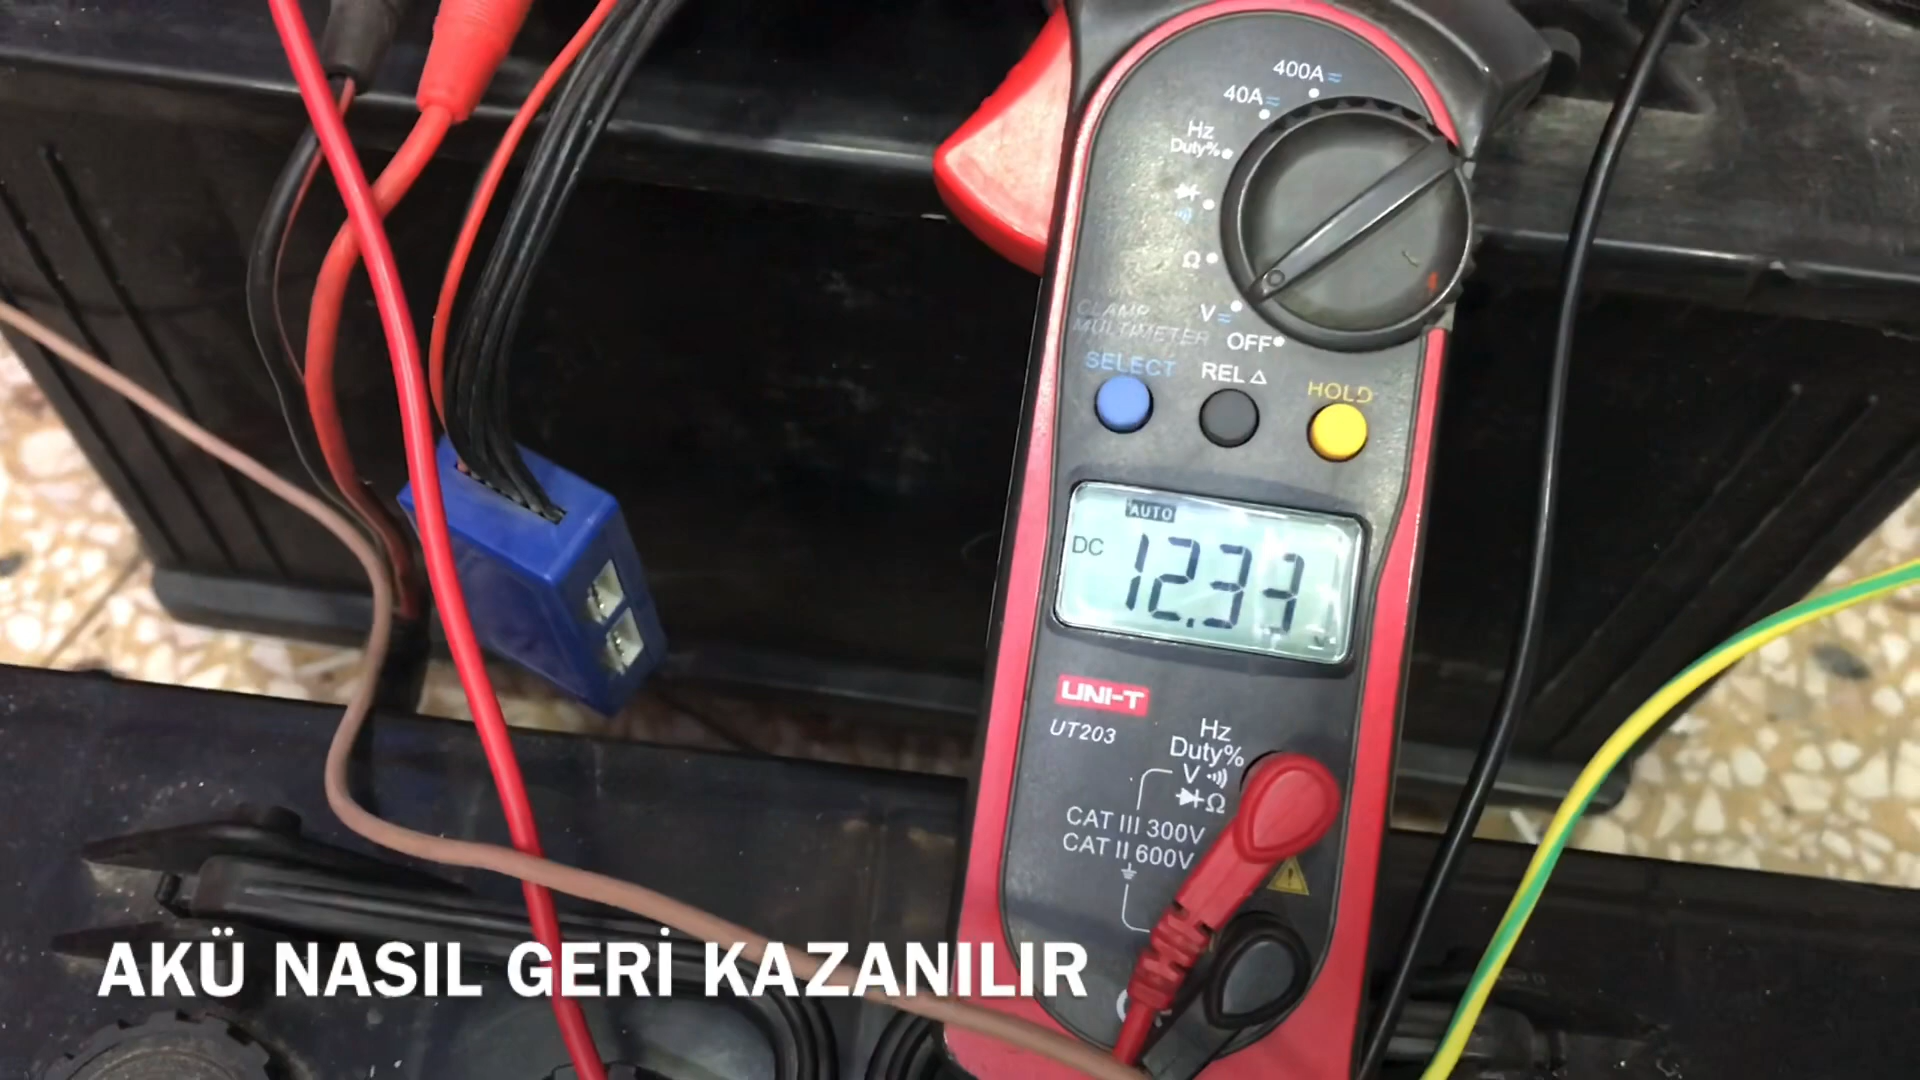 400A
40A
Hz
Duty%
Ω
V
OFF
CLAMP
MULTIMETER
SELECT
REL Δ
HOLD
AUTO
DC 12.33
V
UNI-T
UT203
Hz
Duty%
V
Ω
CAT III 300V
CAT II 600V
AKÜ NASIL GERİ KAZANILIR